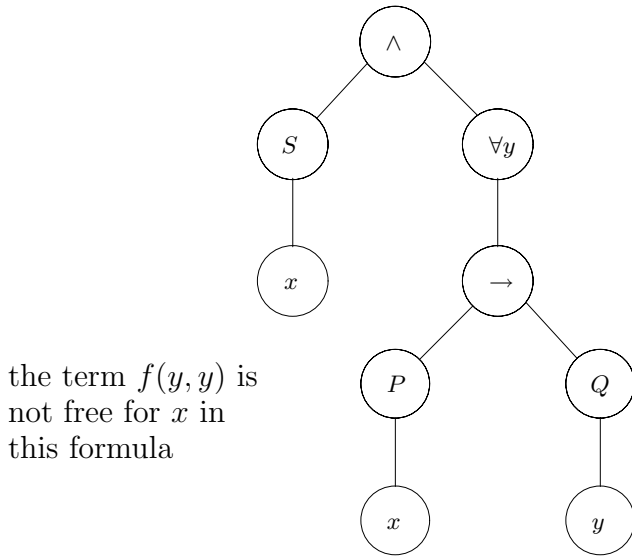 ∧
S ∀y
x →
the term f(y, y) is
not free for x in
this formula
P Q
x y